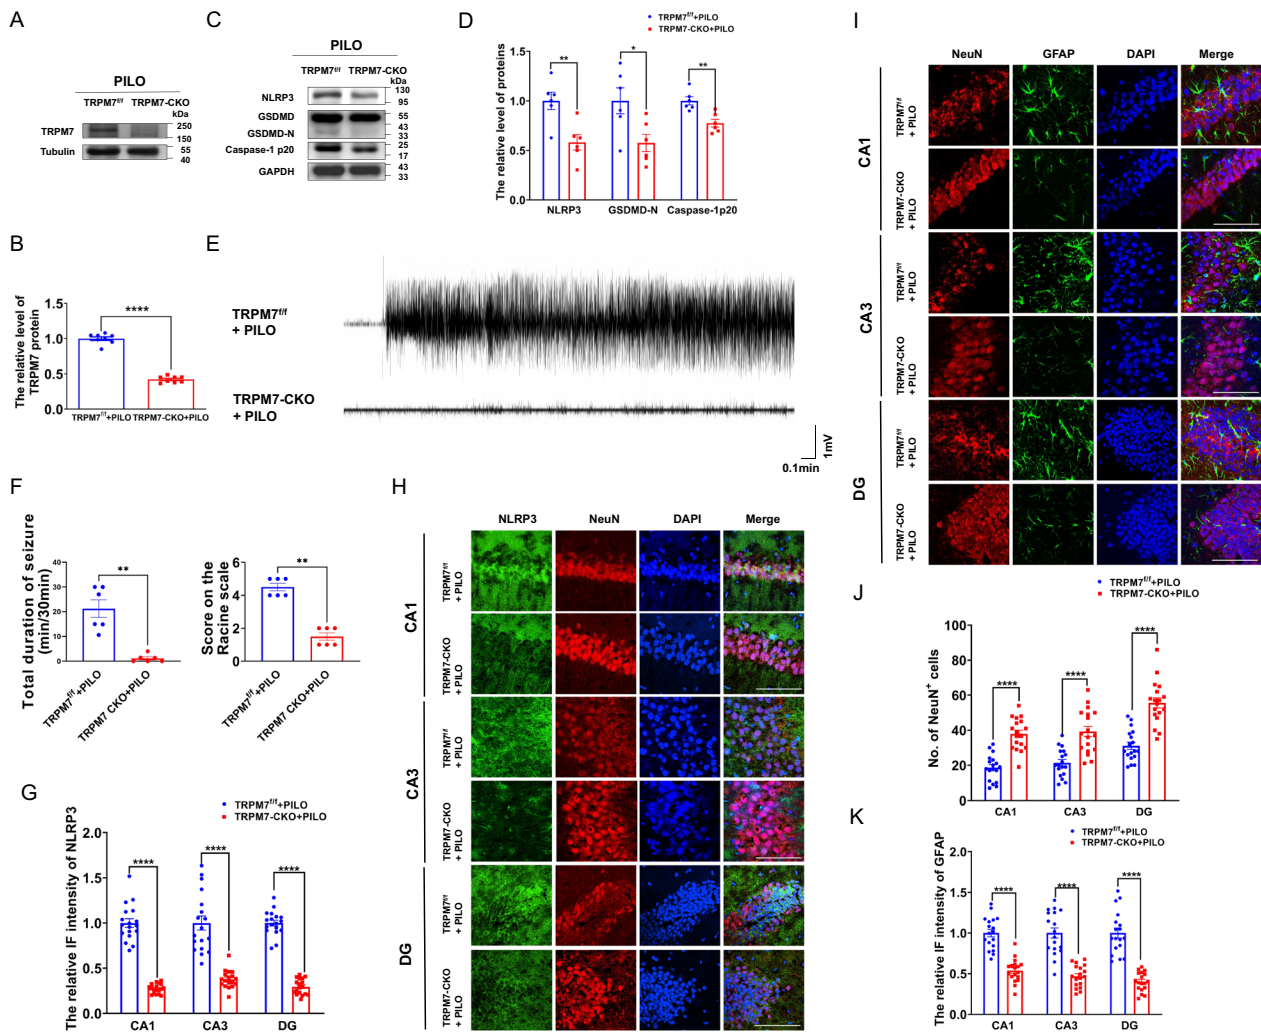 A
PILO
TRPM7f/f TRPM7-CKO
kDa
TRPM7
250
150
Tubulin
55
40
C
PILO
TRPM7f/f TRPM7-CKO
kDa
NLRP3
130
95
GSDMD
55
GSDMD-N
43
33
Caspase-1 p20
25
17
GAPDH
43
33
D
TRPM7f/f+PILO
TRPM7-CKO+PILO
The relative level of proteins
1.5
1.0
0.5
0.0
**
*
**
NLRP3
GSDMD-N
Caspase-1p20
B
The relative level of
TRPM7 protein
1.5
1.0
0.5
0.0
****
TRPM7f/f+PILO TRPM7-CKO+PILO
E
TRPM7f/f
+ PILO
TRPM7-CKO
+ PILO
1mV
0.1min
F
Total duration of seizure
(min/30min)
40
30
20
10
0
**
TRPM7f/f+PILO
TRPM7 CKO+PILO
Score on the
Racine scale
6
4
2
0
**
TRPM7f/f+PILO
TRPM7 CKO+PILO
G
TRPM7f/f+PILO
TRPM7-CKO+PILO
The relative IF intensity of NLRP3
2.0
1.5
1.0
0.5
0.0
****
****
****
CA1
CA3
DG
H
NLRP3
NeuN
DAPI
Merge
CA1
TRPM7f/f
+ PILO
TRPM7-CKO
+ PILO
CA3
TRPM7f/f
+ PILO
TRPM7-CKO
+ PILO
DG
TRPM7f/f
+ PILO
TRPM7-CKO
+ PILO
I
NeuN
GFAP
DAPI
Merge
CA1
TRPM7f/f
+ PILO
TRPM7-CKO
+ PILO
CA3
TRPM7f/f
+ PILO
TRPM7-CKO
+ PILO
DG
TRPM7f/f
+ PILO
TRPM7-CKO
+ PILO
J
TRPM7f/f+PILO
TRPM7-CKO+PILO
No. of NeuN+ cells
100
80
60
40
20
0
****
****
****
CA1
CA3
DG
K
TRPM7f/f+PILO
TRPM7-CKO+PILO
The relative IF intensity of GFAP
2.0
1.5
1.0
0.5
0.0
****
****
****
CA1
CA3
DG